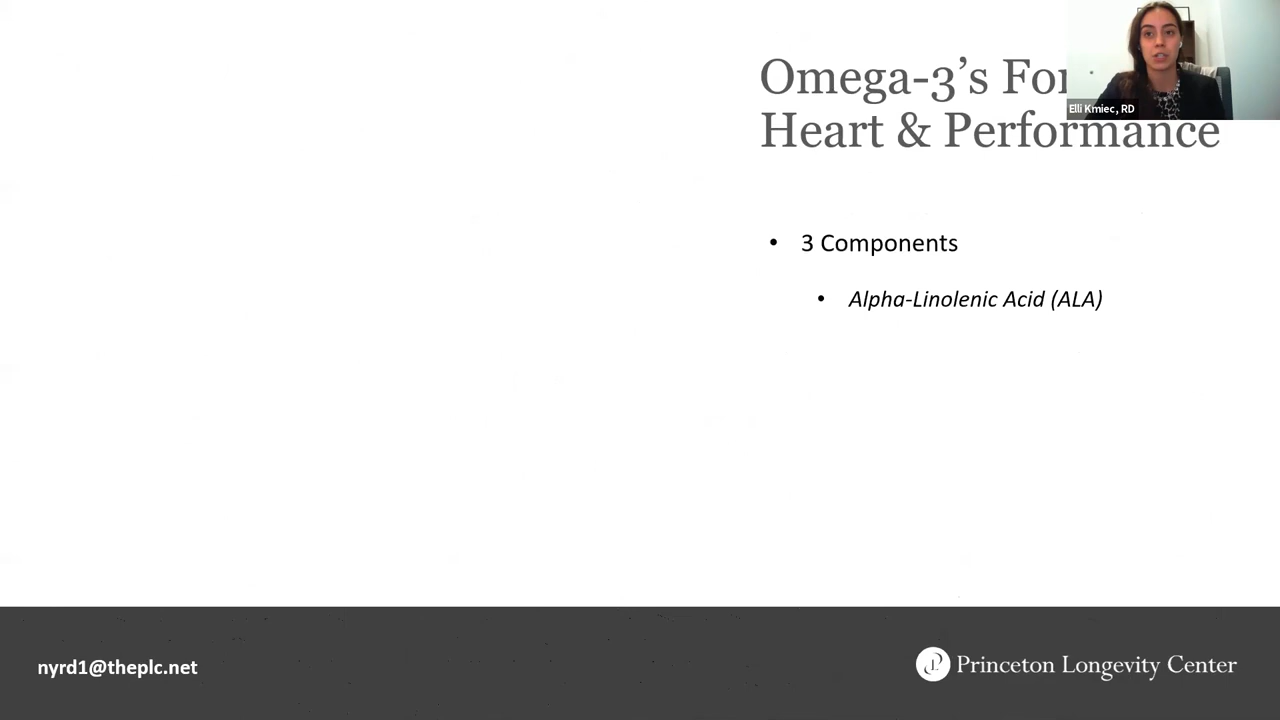 Omega-3's For
Heart & Performance
Elli Kmiec, RD
• 3 Components
• Alpha-Linolenic Acid (ALA)
nyrd1@theplc.net
Princeton Longevity Center